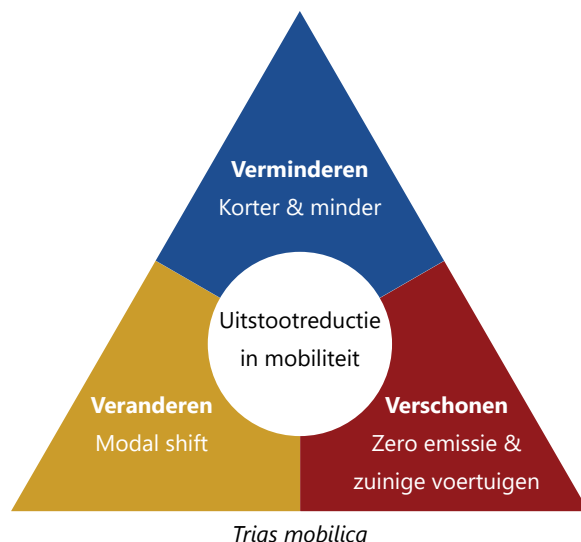 Verminderen
Korter & minder
Uitstootreductie
in mobiliteit
Veranderen
Modal shift
Verschonen
Zero emissie &
zuinige voertuigen
Trias mobilica